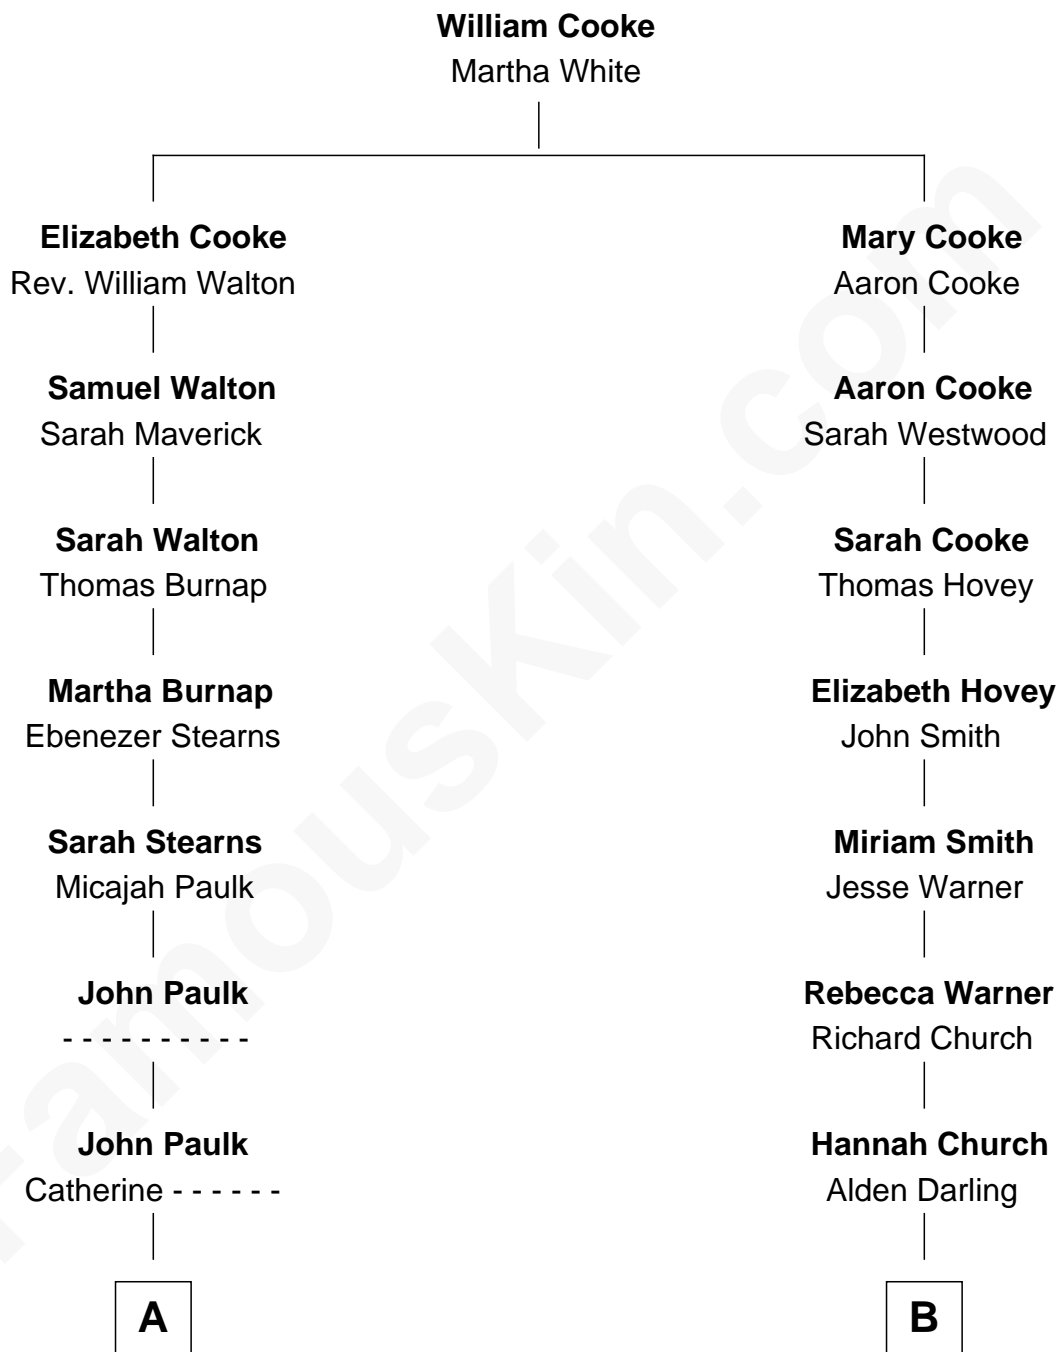 William Cooke
Martha White
Elizabeth Cooke
Rev. William Walton
Mary Cooke
Aaron Cooke
Samuel Walton
Sarah Maverick
Aaron Cooke
Sarah Westwood
Sarah Walton
Thomas Burnap
Sarah Cooke
Thomas Hovey
Martha Burnap
Ebenezer Stearns
Elizabeth Hovey
John Smith
Sarah Stearns
Micajah Paulk
Miriam Smith
Jesse Warner
John Paulk
- - - - - - - - - -
Rebecca Warner
Richard Church
John Paulk
Catherine - - - - - -
Hannah Church
Alden Darling
A
B
FamousKin.com